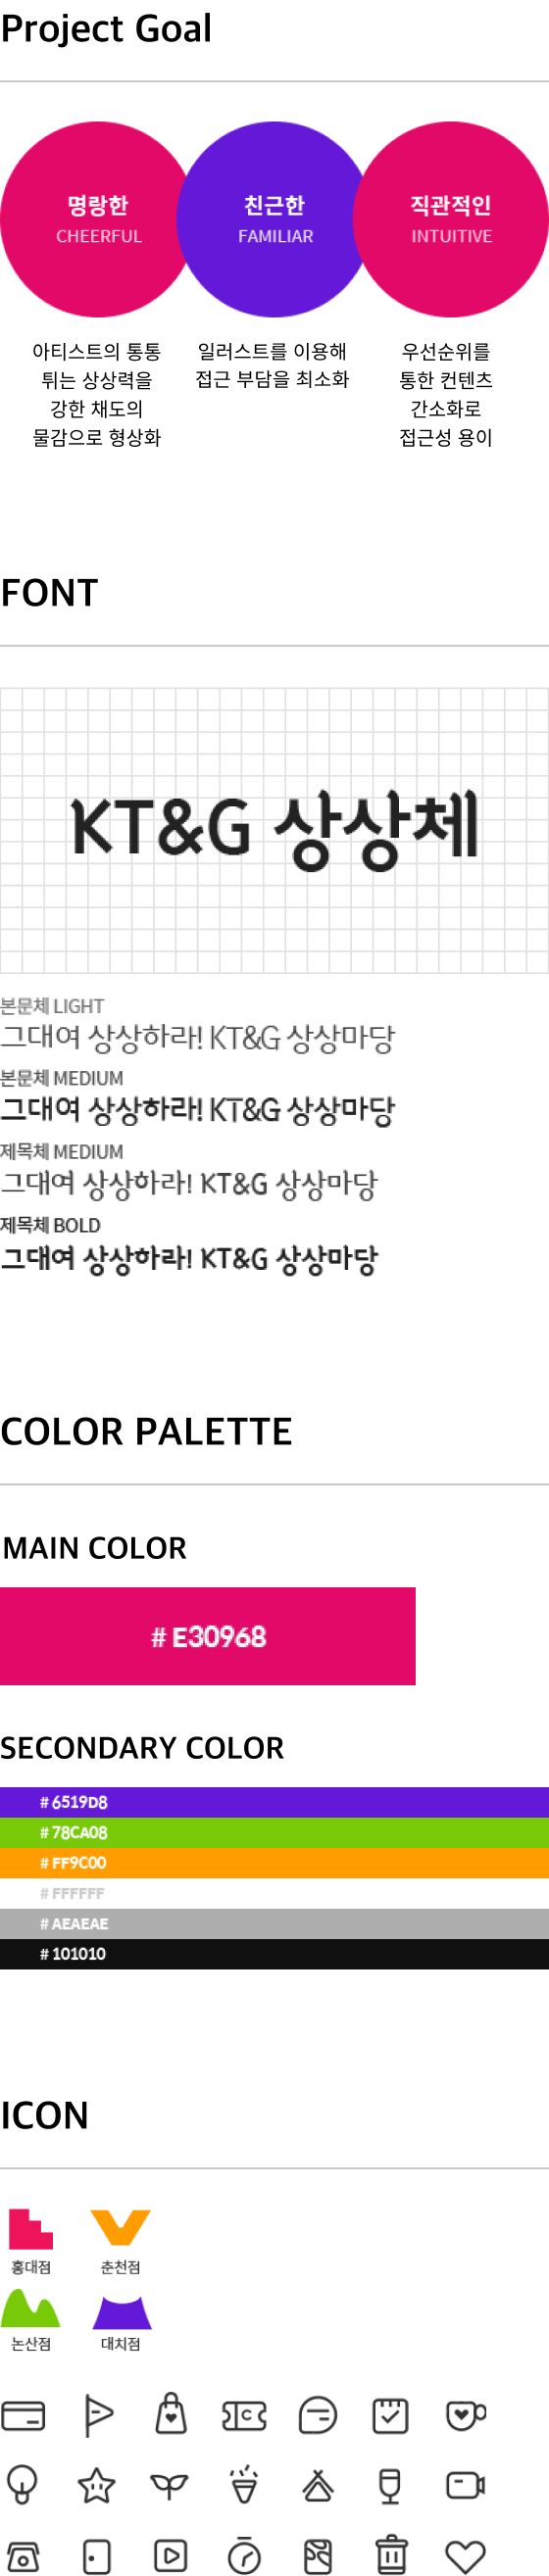 Project Goal
명랑한
CHEERFUL
친근한
FAMILIAR
직관적인
INTUITIVE
아티스트의 통통
튀는 상상력을
강한 채도의
물감으로 형상화
일러스트를 이용해
접근 부담을 최소화
우선순위를
통한 컨텐츠
간소화로
접근성 용이
FONT
KT&G 상상체
본문체 LIGHT
그대여 상상하라! KT&G 상상마당
본문체 MEDIUM
그대여 상상하라! KT&G 상상마당
제목체 MEDIUM
그대여 상상하라! KT&G 상상마당
제목체 BOLD
그대여 상상하라! KT&G 상상마당
COLOR PALETTE
MAIN COLOR
# E30968
SECONDARY COLOR
# 6519D8
# 78CA08
# FF9C00
# FFFFFF
# AEAEAE
# 101010
ICON
홍대점
춘천점
논산점
대치점
C